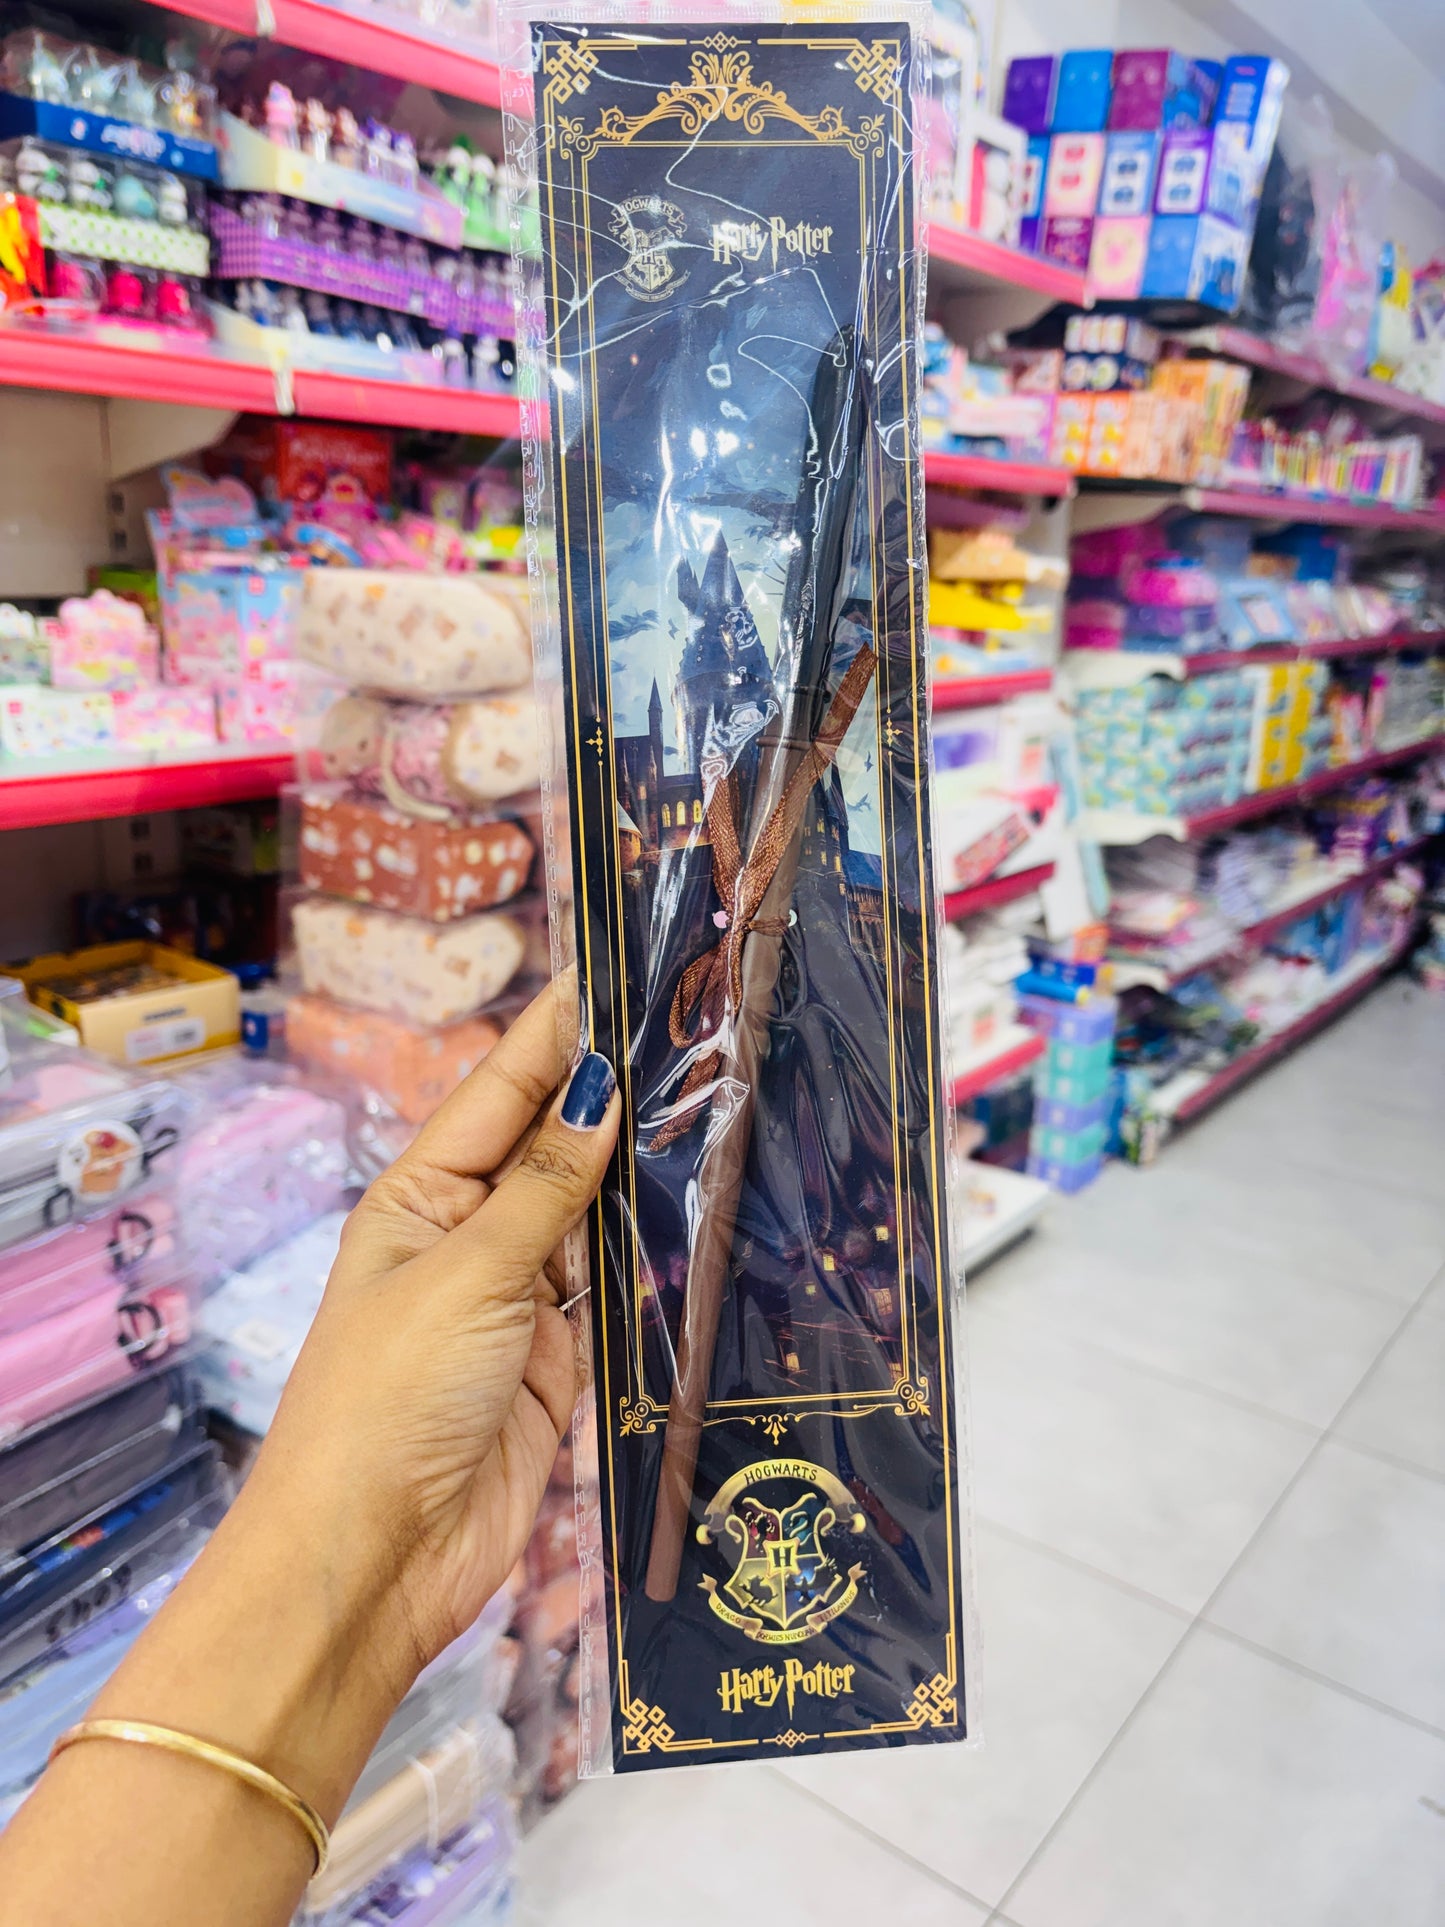 HOGWARTS
Harry Potter
HOGWARTS
H
DRACO DORMIENS NUNQUAM TITILLANDUS
Harry Potter